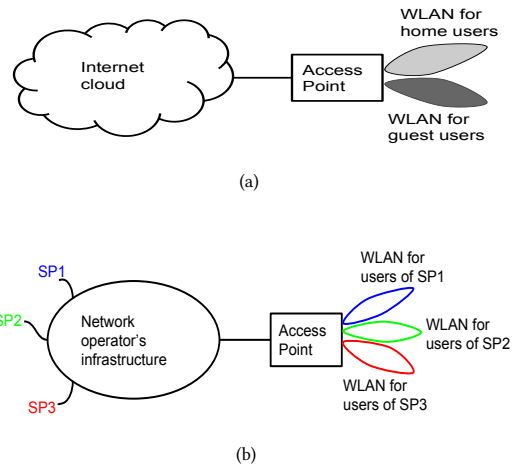 WLAN for
home users
Internet
cloud
Access
Point
WLAN for
guest users
(a)
SP1
SP2
SP3
Network
operator's
infrastructure
Access
Point
WLAN for
users of SP1
WLAN for
users of SP2
WLAN for
users of SP3
(b)